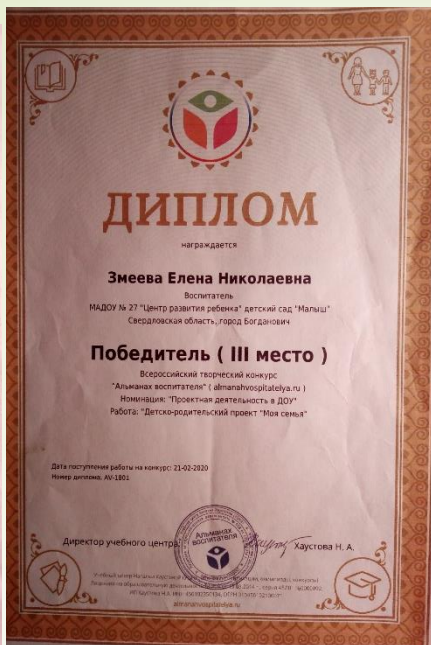 ДИПЛОМ
награждается
Змеева Елена Николаевна
Воспитатель
МАДОУ № 27 "Центр развития ребенка" детский сад "Малыш"
Свердловская область, город Богданович
Победитель ( III место )
Всероссийский творческий конкурс
"Альманах воспитателя" ( almanahvospitatelya.ru )
Номинация: "Проектная деятельность в ДОУ"
Работа: "Детско-родительский проект "Моя семья"
Дата поступления работы на конкурс: 21-02-2020
Номер диплома: AV-1801
Альманах
воспитателя
Директор учебного центра
Хаустова Н. А.
almanahvospitatelya.ru